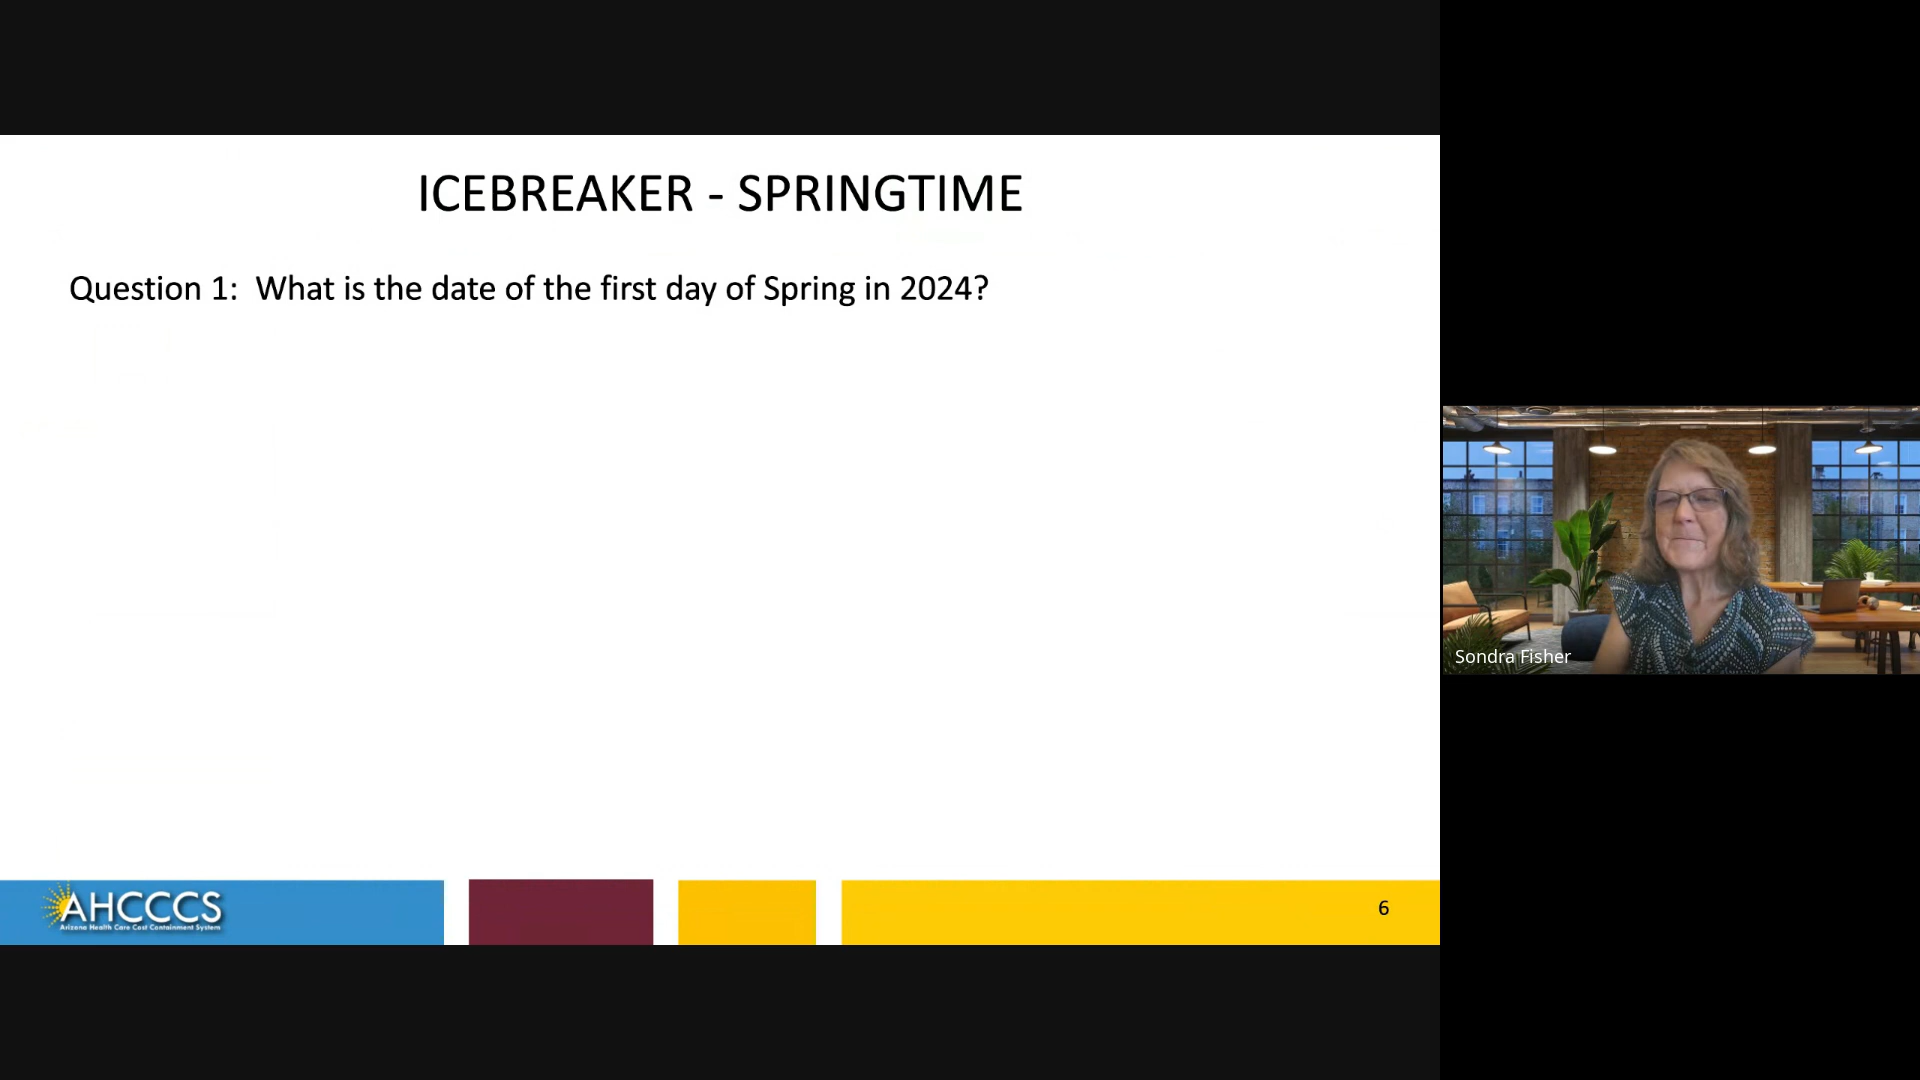 ICEBREAKER - SPRINGTIME
Question 1: What is the date of the first day of Spring in 2024?
Sondra Fisher
AHCCCS
Arizona Health Care Cost Containment System
6